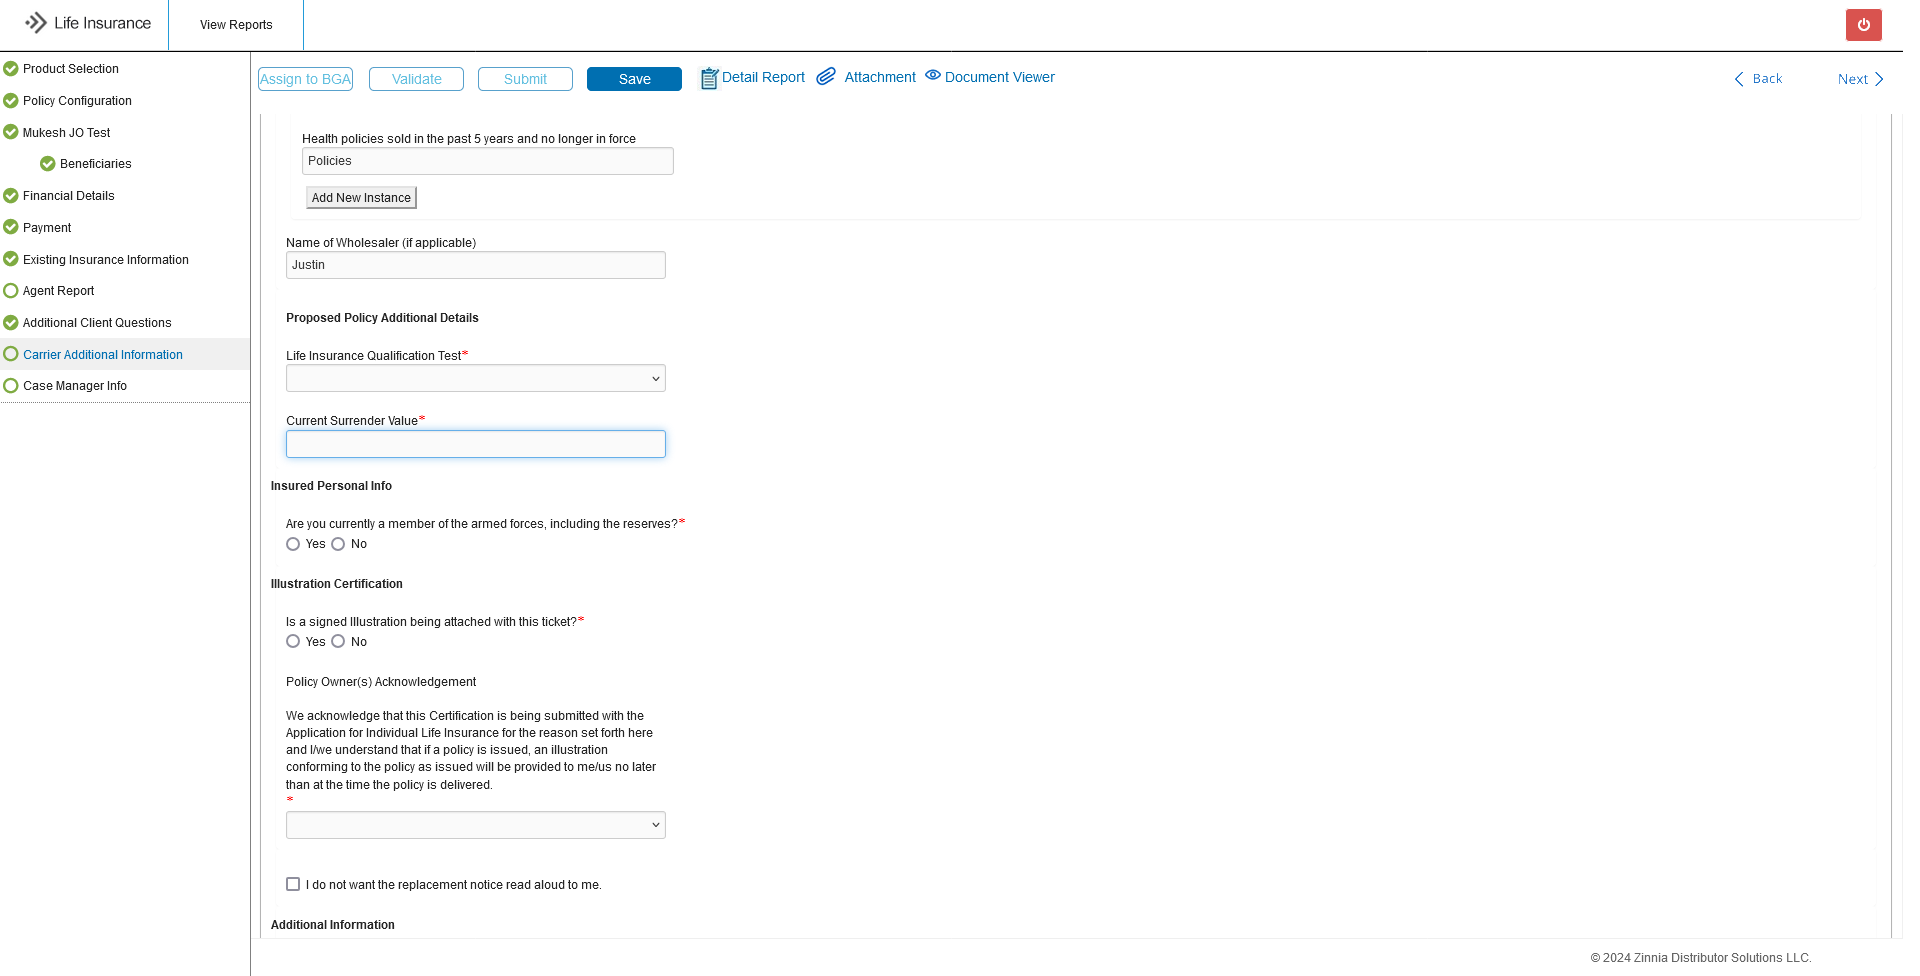 Life Insurance
View Reports
Product Selection
Policy Configuration
Mukesh JO Test
Beneficiaries
Financial Details
Payment
Existing Insurance Information
Agent Report
Additional Client Questions
Carrier Additional Information
Case Manager Info
Assign to BGA
Validate
Submit
Save
Detail Report
Attachment
Document Viewer
Back
Next
Health policies sold in the past 5 years and no longer in force
Policies
Add New Instance
Name of Wholesaler (if applicable)
Justin
Proposed Policy Additional Details
Life Insurance Qualification Test*
Current Surrender Value*
Insured Personal Info
Are you currently a member of the armed forces, including the reserves?*
Yes No
Illustration Certification
Is a signed Illustration being attached with this ticket?*
Yes No
Policy Owner(s) Acknowledgement
We acknowledge that this Certification is being submitted with the
Application for Individual Life Insurance for the reason set forth here
and I/we understand that if a policy is issued, an illustration
conforming to the policy as issued will be provided to me/us no later
than at the time the policy is delivered.
*
I do not want the replacement notice read aloud to me.
Additional Information
© 2024 Zinnia Distributor Solutions LLC.